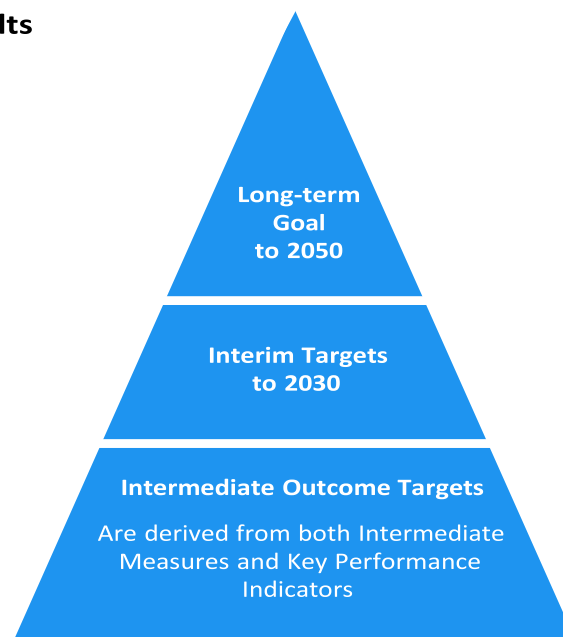 lts
Long-term
Goal
to 2050
Interim Targets
to 2030
Intermediate Outcome Targets
Are derived from both Intermediate
Measures and Key Performance
Indicators